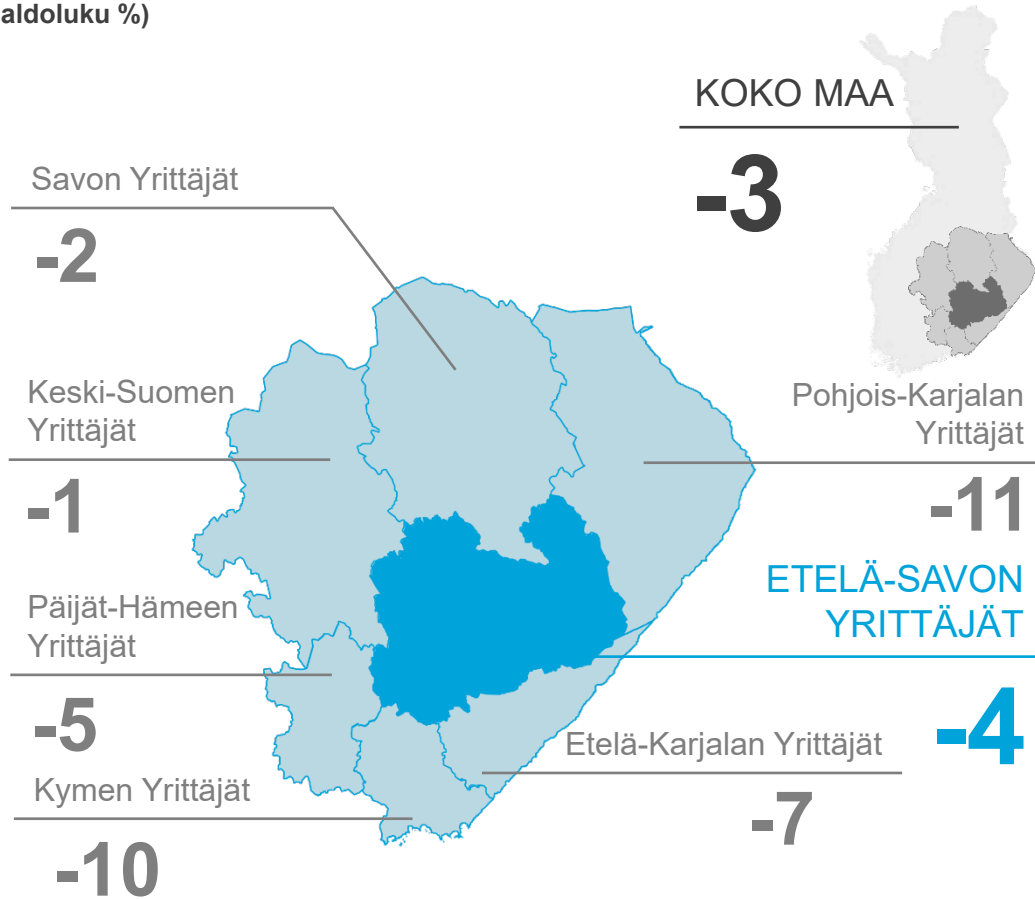 aldoluku %)
KOKO MAA
-3
Savon Yrittäjät
-2
Keski-Suomen
Yrittäjät
-1
Pohjois-Karjalan
Yrittäjät
-11
ETELÄ-SAVON
YRITTÄJÄT
-4
Päijät-Hämeen
Yrittäjät
-5
Etelä-Karjalan Yrittäjät
-7
Kymen Yrittäjät
-10